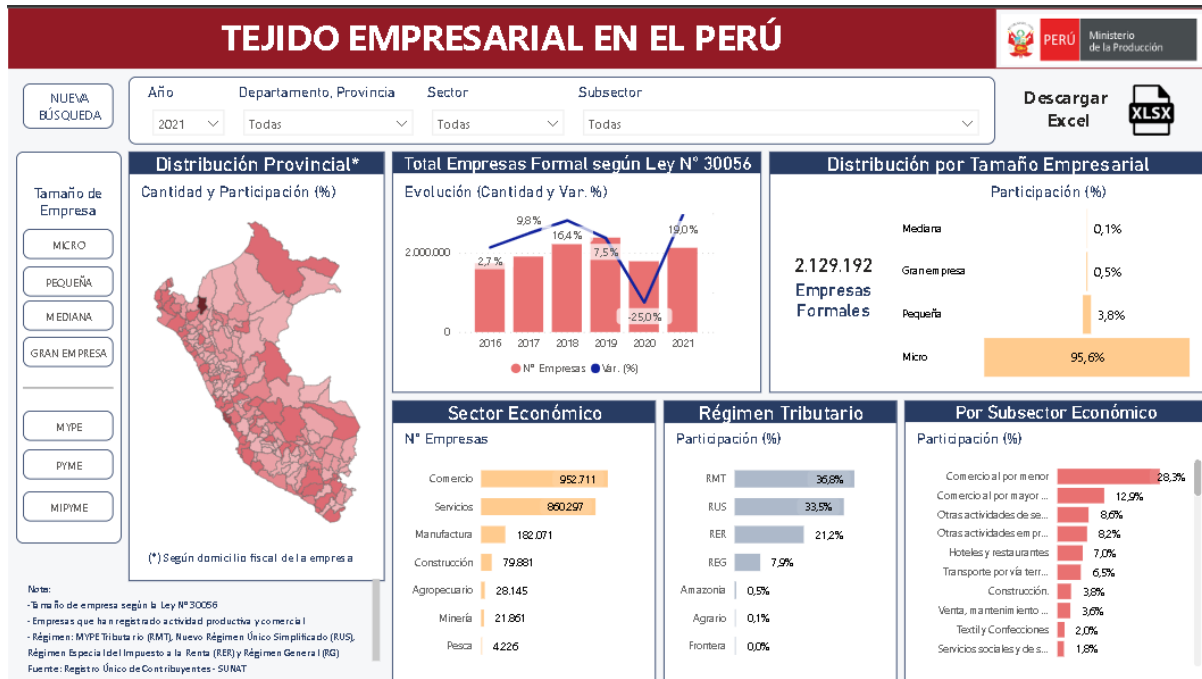 TEJIDO EMPRESARIAL EN EL PERÚ
PERÚ
Ministerio
de la Producción
NUEVA
BÚSQUEDA
Año
2021
Departamento, Provincia
Todas
Sector
Todas
Subsector
Todas
Descargar
Excel
XLSX
Tamaño de
Empresa
MICRO
PEQUEÑA
MEDIANA
GRAN EMPRESA
MYPE
PYME
MIPYME
Distribución Provincial*
Cantidad y Participación (%)
(*) Según domicilio fiscal de la empresa
Total Empresas Formal según Ley N° 30056
Evolución (Cantidad y Var. %)
2.000.000
0
2,7%
9,8%
16,4%
7,5%
-25,0%
19,0%
2016 2017 2018 2019 2020 2021
N° Empresas Var. (%)
Distribución por Tamaño Empresarial
Participación (%)
2.129.192
Empresas
Formales
Mediana 0,1%
Gran empresa 0,5%
Pequeña 3,8%
Micro 95,6%
Sector Económico
N° Empresas
Comercio 952.711
Servicios 860.297
Manufactura 182.071
Construcción 79.881
Agropecuario 28.145
Minería 21.861
Pesca 4.226
Régimen Tributario
Participación (%)
RMT 36,8%
RUS 33,5%
RER 21,2%
REG 7,9%
Amazonía 0,5%
Agrario 0,1%
Frontera 0,0%
Por Subsector Económico
Participación (%)
Comercio al por menor 28,3%
Comercio al por mayor ... 12,9%
Otras actividades de se... 8,6%
Otras actividades em pr... 8,2%
Hoteles y restaurantes 7,0%
Transporte por vía terr... 6,5%
Construcción. 3,8%
Venta, mantenimiento ... 3,6%
Textil y Confecciones 2,0%
Servicios sociales y de s... 1,8%
Nota:
-Tamaño de empresa según la Ley N° 30056
- Empresas que han registrado actividad productiva y comercial
- Régimen: MYPE Tributario (RMT), Nuevo Régimen Único Simplificado (RUS),
Régimen Especial del Impuesto a la Renta (RER) y Régimen General (RG)
Fuente: Registro Único de Contribuyentes - SUNAT